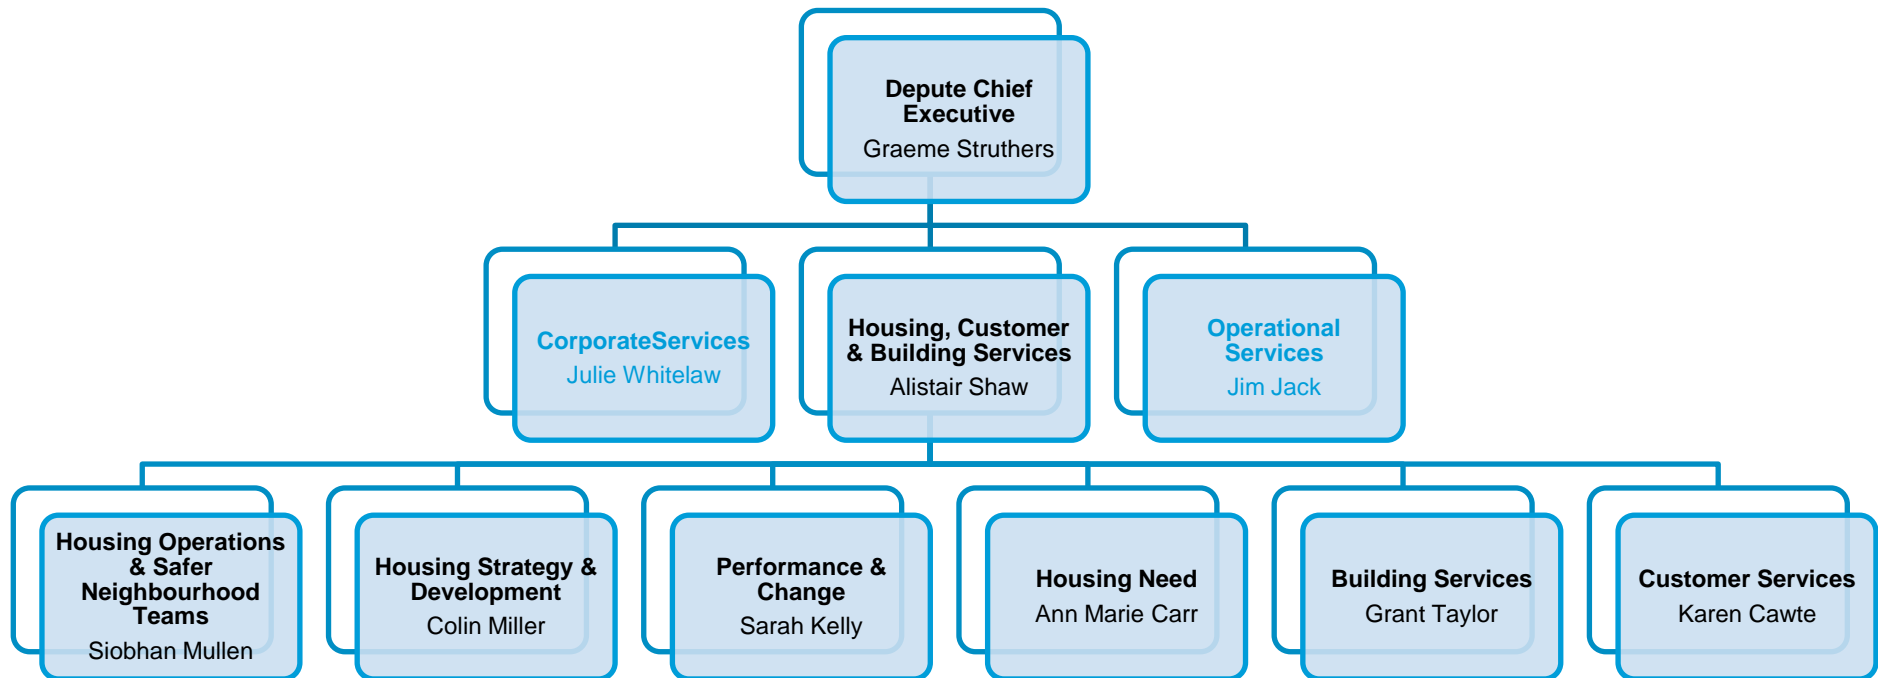 Depute Chief
Executive
Graeme Struthers
CorporateServices
Julie Whitelaw
Housing, Customer
& Building Services
Alistair Shaw
Operational
Services
Jim Jack
Housing Operations
& Safer
Neighbourhood
Teams
Siobhan Mullen
Housing Strategy &
Development
Colin Miller
Performance &
Change
Sarah Kelly
Housing Need
Ann Marie Carr
Building Services
Grant Taylor
Customer Services
Karen Cawte